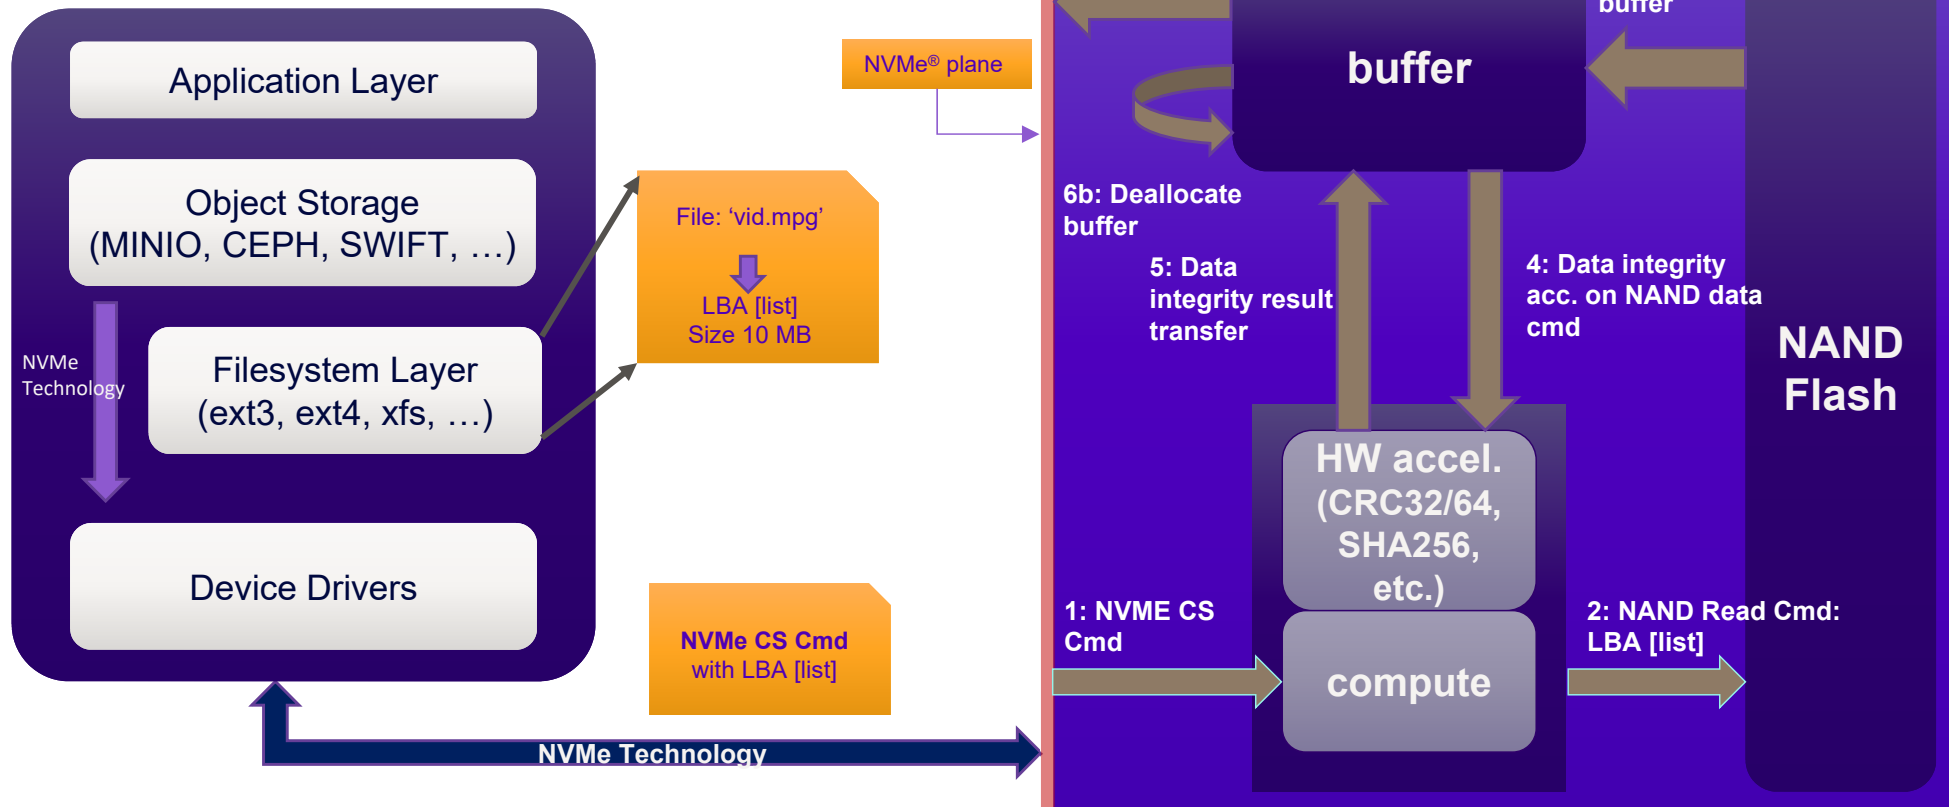 Application Layer
Object Storage
(MINIO, CEPH, SWIFT, …)
NVMe
Technology
Filesystem Layer
(ext3, ext4, xfs, …)
Device Drivers
File: ‘vid.mpg’
LBA [list]
Size 10 MB
NVMe CS Cmd
with LBA [list]
NVMe Technology
NVMe® plane
buffer
buffer
6b: Deallocate
buffer
5: Data
integrity result
transfer
4: Data integrity
acc. on NAND data
cmd
NAND
Flash
HW accel.
(CRC32/64,
SHA256,
etc.)
1: NVME CS
Cmd
compute
2: NAND Read Cmd:
LBA [list]